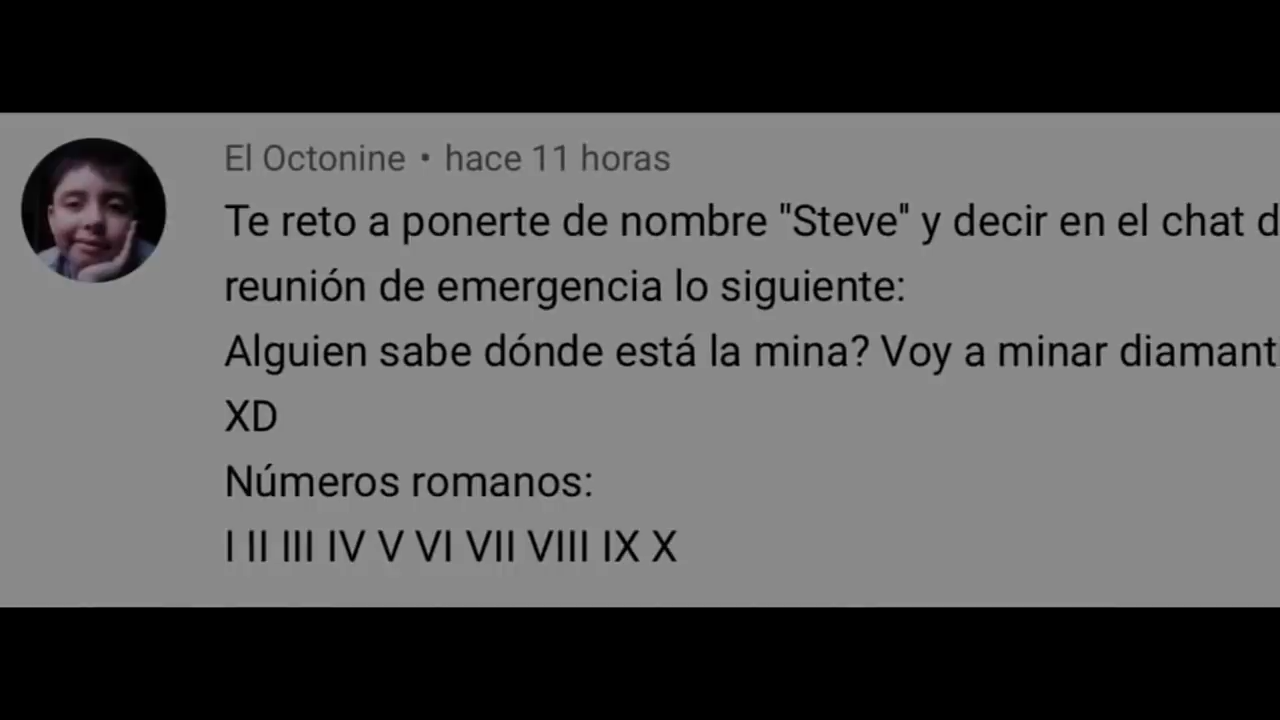 El Octonine • hace 11 horas
Te reto a ponerte de nombre "Steve" y decir en el chat d
reunión de emergencia lo siguiente:
Alguien sabe dónde está la mina? Voy a minar diamant
XD
Números romanos:
I II III IV V VI VII VIII IX X